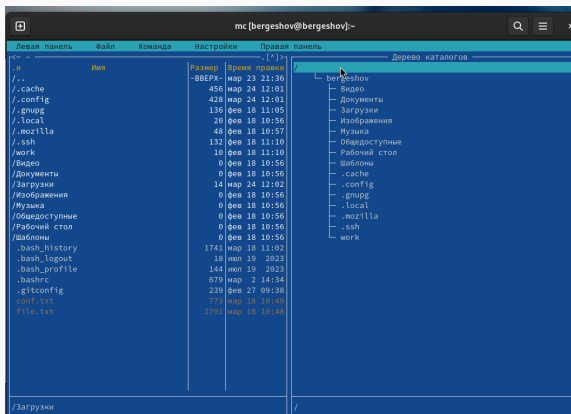 mc [bergeshov@bergeshov]:~
Левая панель Файл Команда Настройки Правая панель
.[^]>
Дерево каталогов
.и Имя Размер Время правки
/.. -ВВЕРХ- мар 23 21:36
/.cache 456 мар 24 12:01
/.config 428 мар 24 12:01
/.gnupg 136 фев 18 11:05
/.local 20 фев 18 10:56
/.mozilla 48 фев 18 10:57
/.ssh 132 фев 18 11:10
/work 10 фев 18 11:10
/Видео 0 фев 18 10:56
/Документы 0 фев 18 10:56
/Загрузки 14 мар 24 12:02
/Изображения 0 фев 18 10:56
/Музыка 0 фев 18 10:56
/Общедоступные 0 фев 18 10:56
/Рабочий стол 0 фев 18 10:56
/Шаблоны 0 фев 18 10:56
.bash_history 1741 мар 18 11:02
.bash_logout 18 июл 19 2023
.bash_profile 144 июл 19 2023
.bashrc 679 мар 2 14:34
.gitconfig 239 фев 27 09:38
conf.txt 773 мар 18 10:49
file.txt 2791 мар 18 10:48
/Загрузки
/
bergeshov
Видео
Документы
Загрузки
Изображения
Музыка
Общедоступные
Рабочий стол
Шаблоны
.cache
.config
.gnupg
.local
.mozilla
.ssh
work
/